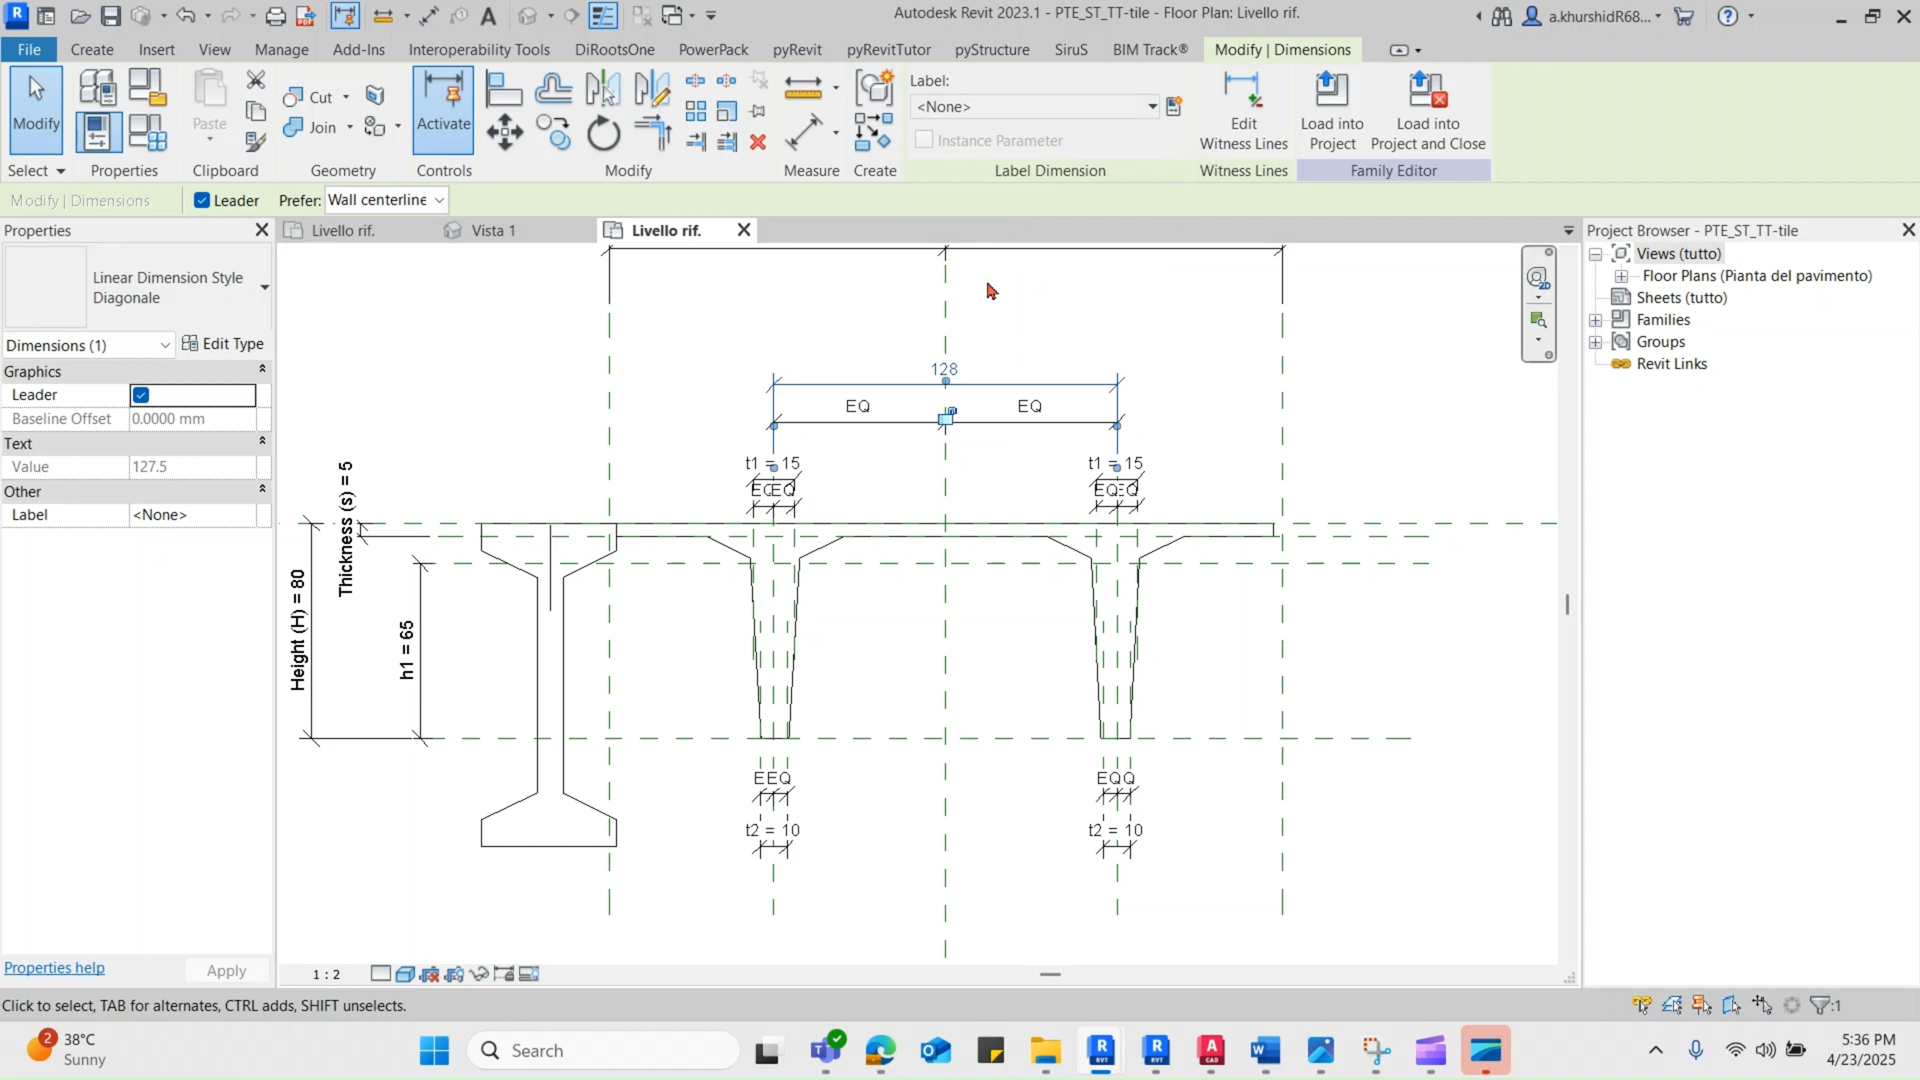 Autodesk Revit 2023.1 - PTE_ST_TT-tile - Floor Plan: Livello rif.
a.khurshidR68...
File Create Insert View Manage Add-Ins Interoperability Tools DiRootsOne PowerPack pyRevit pyRevitTutor pyStructure SiruS BIM Track® Modify | Dimensions
Modify
Paste
Cut
Join
Activate
Label:
<None>
Instance Parameter
Edit
Witness Lines
Load into
Project
Load into
Project and Close
Select Properties Clipboard Geometry Controls Modify Measure Create Label Dimension Witness Lines Family Editor
Modify | Dimensions Leader Prefer: Wall centerline
Properties
Livello rif. Vista 1 Livello rif.
Project Browser - PTE_ST_TT-tile
Linear Dimension Style
Diagonale
Dimensions (1) Edit Type
Graphics
Leader
Baseline Offset 0.0000 mm
Text
Value 127.5
Other
Label <None>
Properties help Apply
Views (tutto)
Floor Plans (Pianta del pavimento)
Sheets (tutto)
Families
Groups
Revit Links
2D
128
EQ EQ
t1 = 15 t1 = 15
EQ EQ EQ EQ
Thickness (s) = 5
Height (H) = 80
h1 = 65
EEQ EQQ
t2 = 10 t2 = 10
1 : 2
Click to select, TAB for alternates, CTRL adds, SHIFT unselects.
:1
2
38°C
Sunny
Search
5:36 PM
4/23/2025